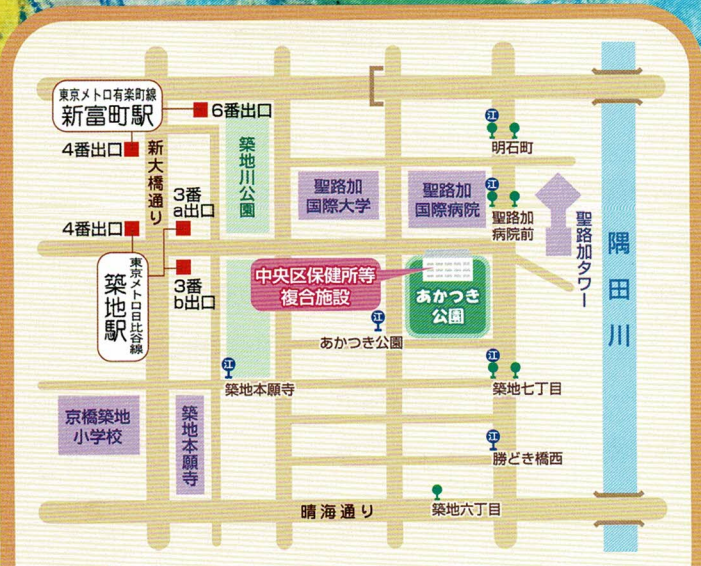 東京メトロ有楽町線
新富町駅
6番出口
4番出口
新大橋通り
築地川公園
江
明石町
聖路加
国際大学
聖路加
国際病院
江
聖路加
病院前
聖路加タワー
隅田川
3番
a出口
4番出口
東京メトロ日比谷線
築地駅
3番
b出口
中央区保健所等
複合施設
あかつき
公園
江
あかつき公園
江
築地本願寺
江
築地七丁目
京橋築地
小学校
築地本願寺
江
勝どき橋西
築地六丁目
晴海通り